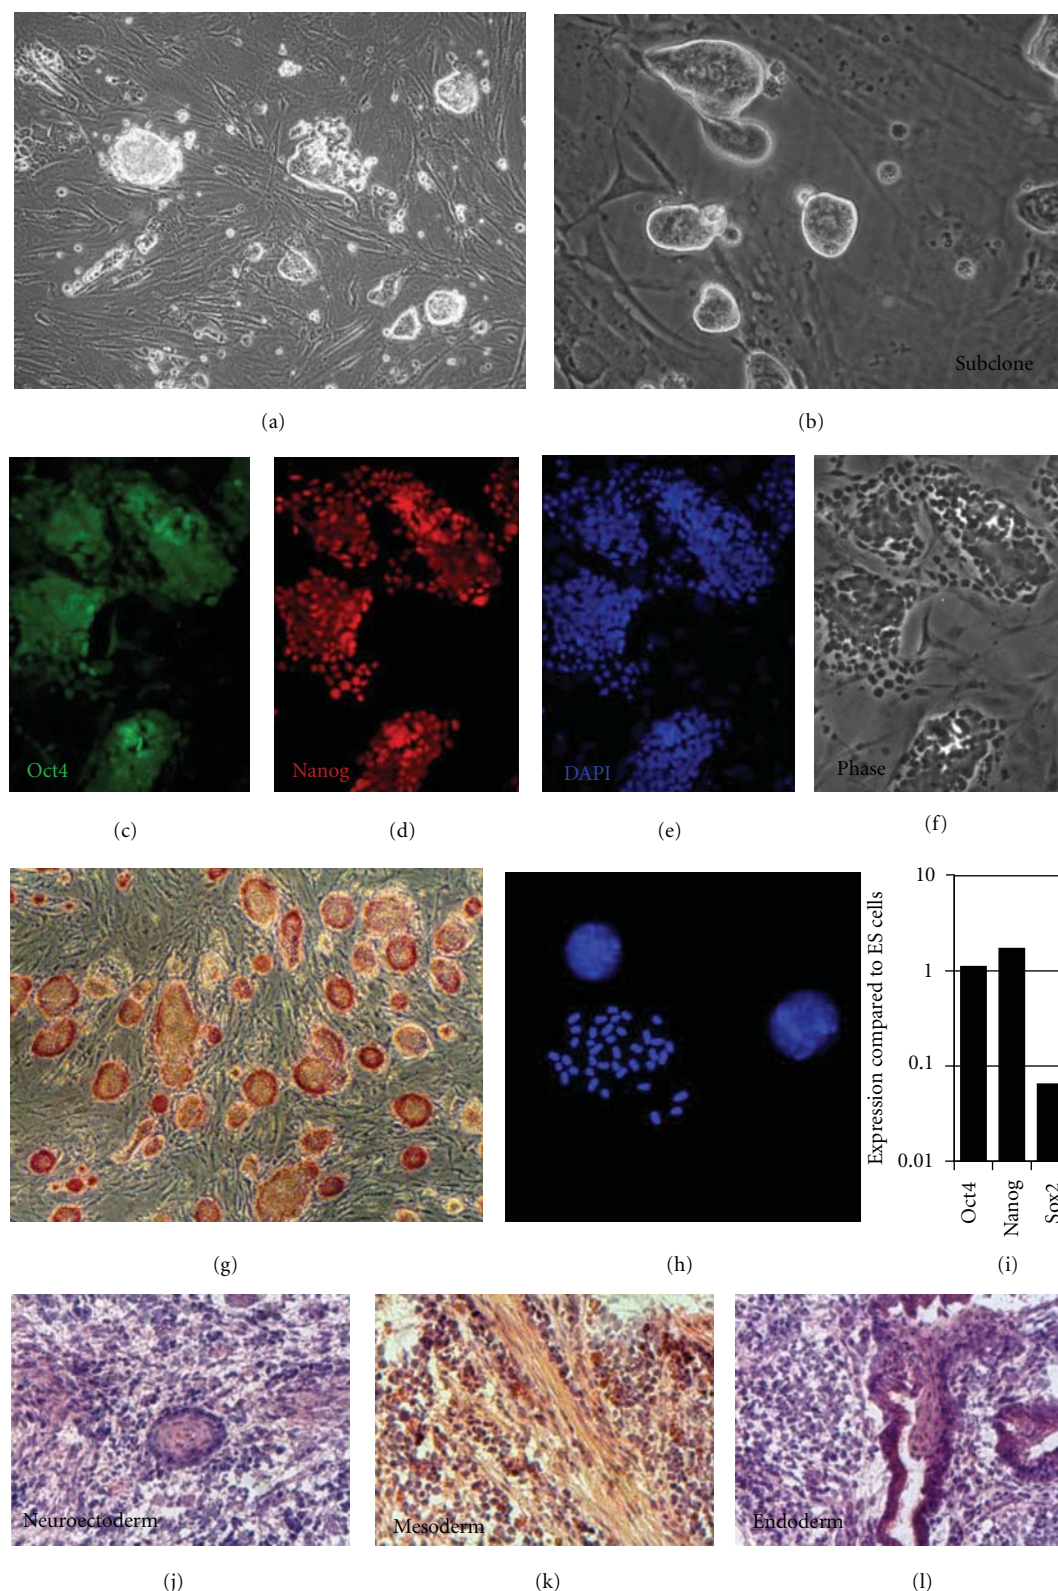 Subclone
(a)
(b)
Oct4
Nanog
DAPI
Phase
(c)
(d)
(e)
(f)
Expression compared to ES cells
10
1
0.1
0.01
Oct4
Nanog
Sox2
(g)
(h)
(i)
Neuroectoderm
Mesoderm
Endoderm
(j)
(k)
(l)